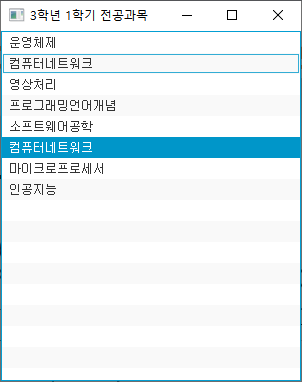 3학년 1학기 전공과목
운영체제
컴퓨터네트워크
영상처리
프로그래밍언어개념
소프트웨어공학
컴퓨터네트워크
마이크로프로세서
인공지능